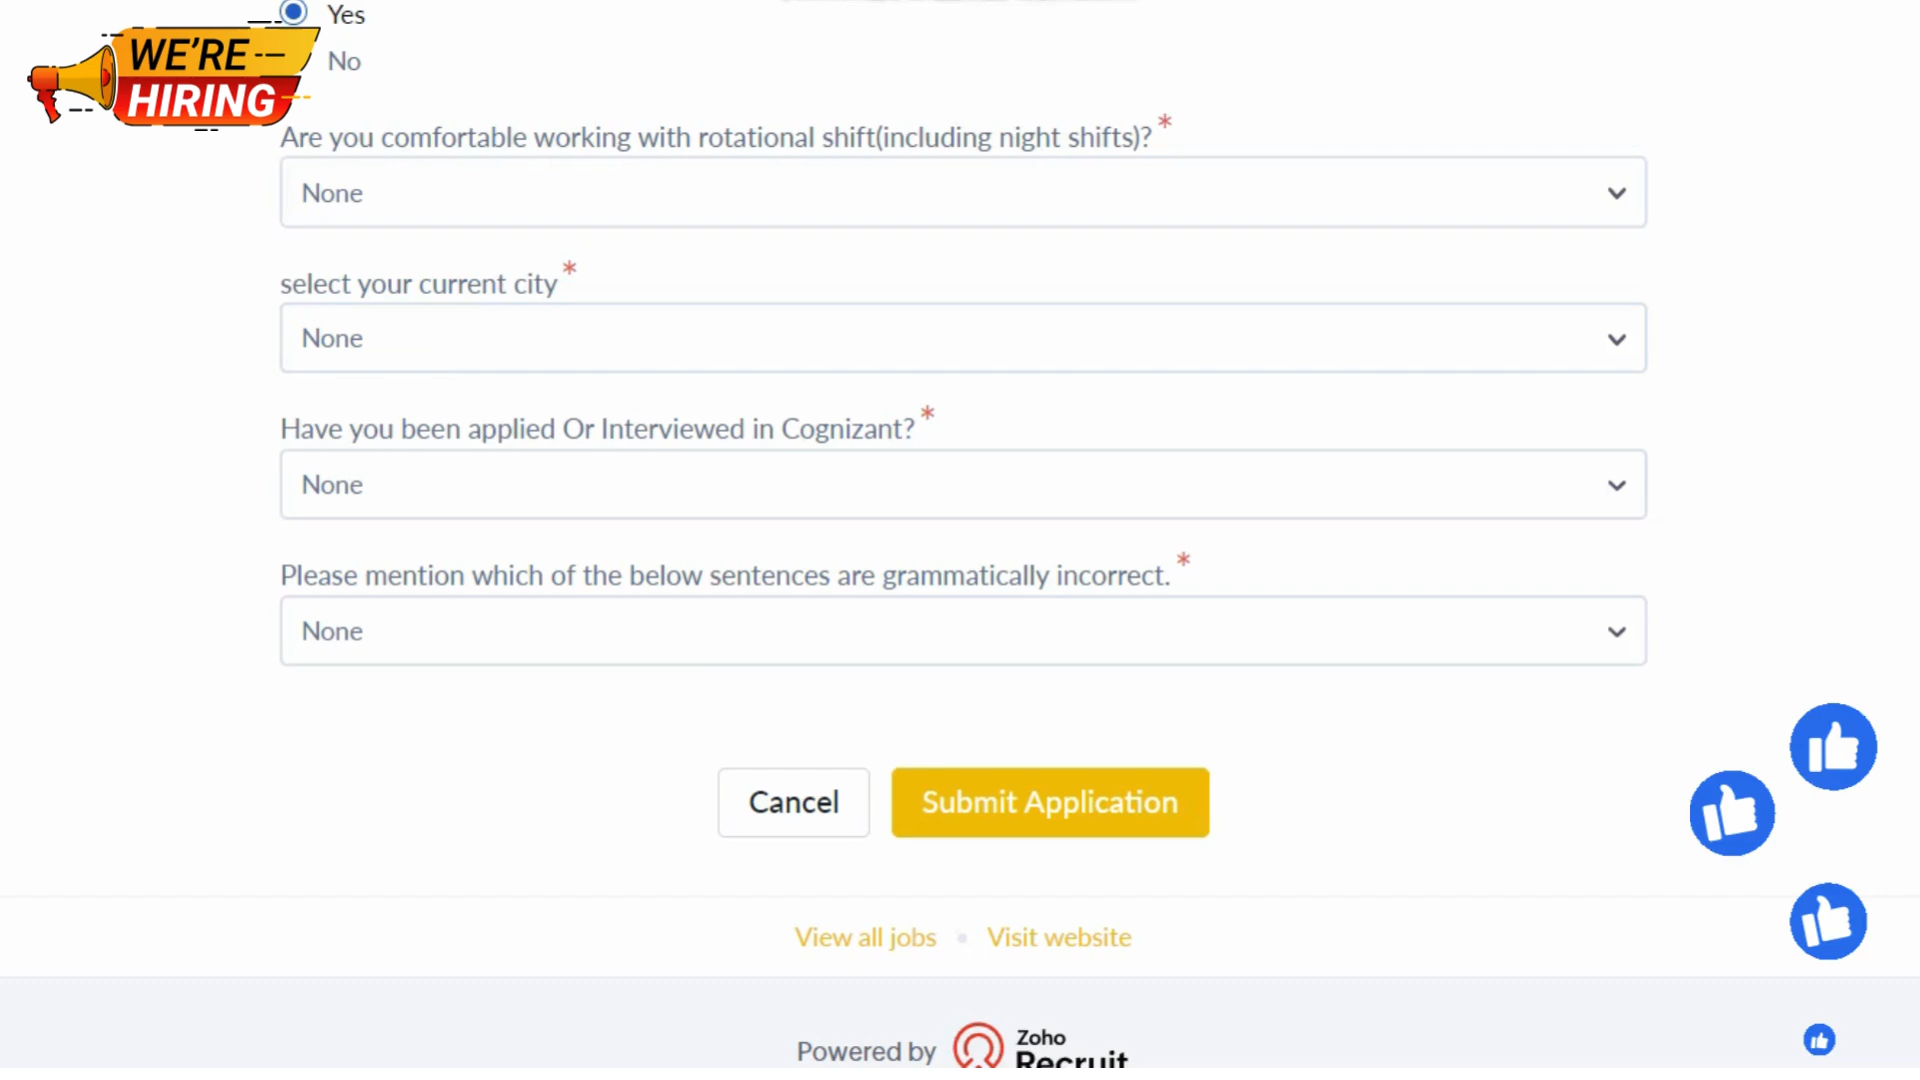 Yes
WE'RE
No
HIRING
Are you comfortable working with rotational shift(including night shifts)? *
None
select your current city *
None
Have you been applied Or Interviewed in Cognizant? *
None
Please mention which of the below sentences are grammatically incorrect. *
None
Cancel Submit Application
View all jobs • Visit website
Powered by Zoho
Recruit